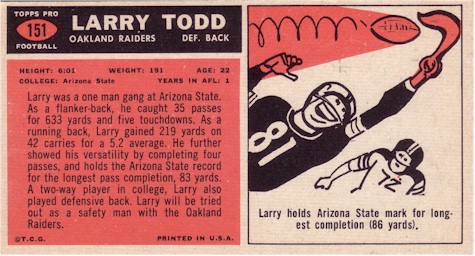 TOPPS PRO
151
FOOTBALL
LARRY TODD
OAKLAND RAIDERS DEF. BACK
HEIGHT: 6:01 WEIGHT: 191 AGE: 22
COLLEGE: Arizona State YEARS IN AFL: 1
Larry was a one man gang at Arizona State.
As a flanker-back, he caught 35 passes
for 633 yards and five touchdowns. As a
running back, Larry gained 219 yards on
42 carries for a 5.2 average. He further
showed his versatility by completing four
passes, and holds the Arizona State record
for the longest pass completion, 83 yards.
A two-way player in college, Larry also
played defensive back. Larry will be tried
out as a safety man with the Oakland
Raiders.
©T.C.G. PRINTED IN U.S.A.
81
Larry holds Arizona State mark for long-
est completion (86 yards).